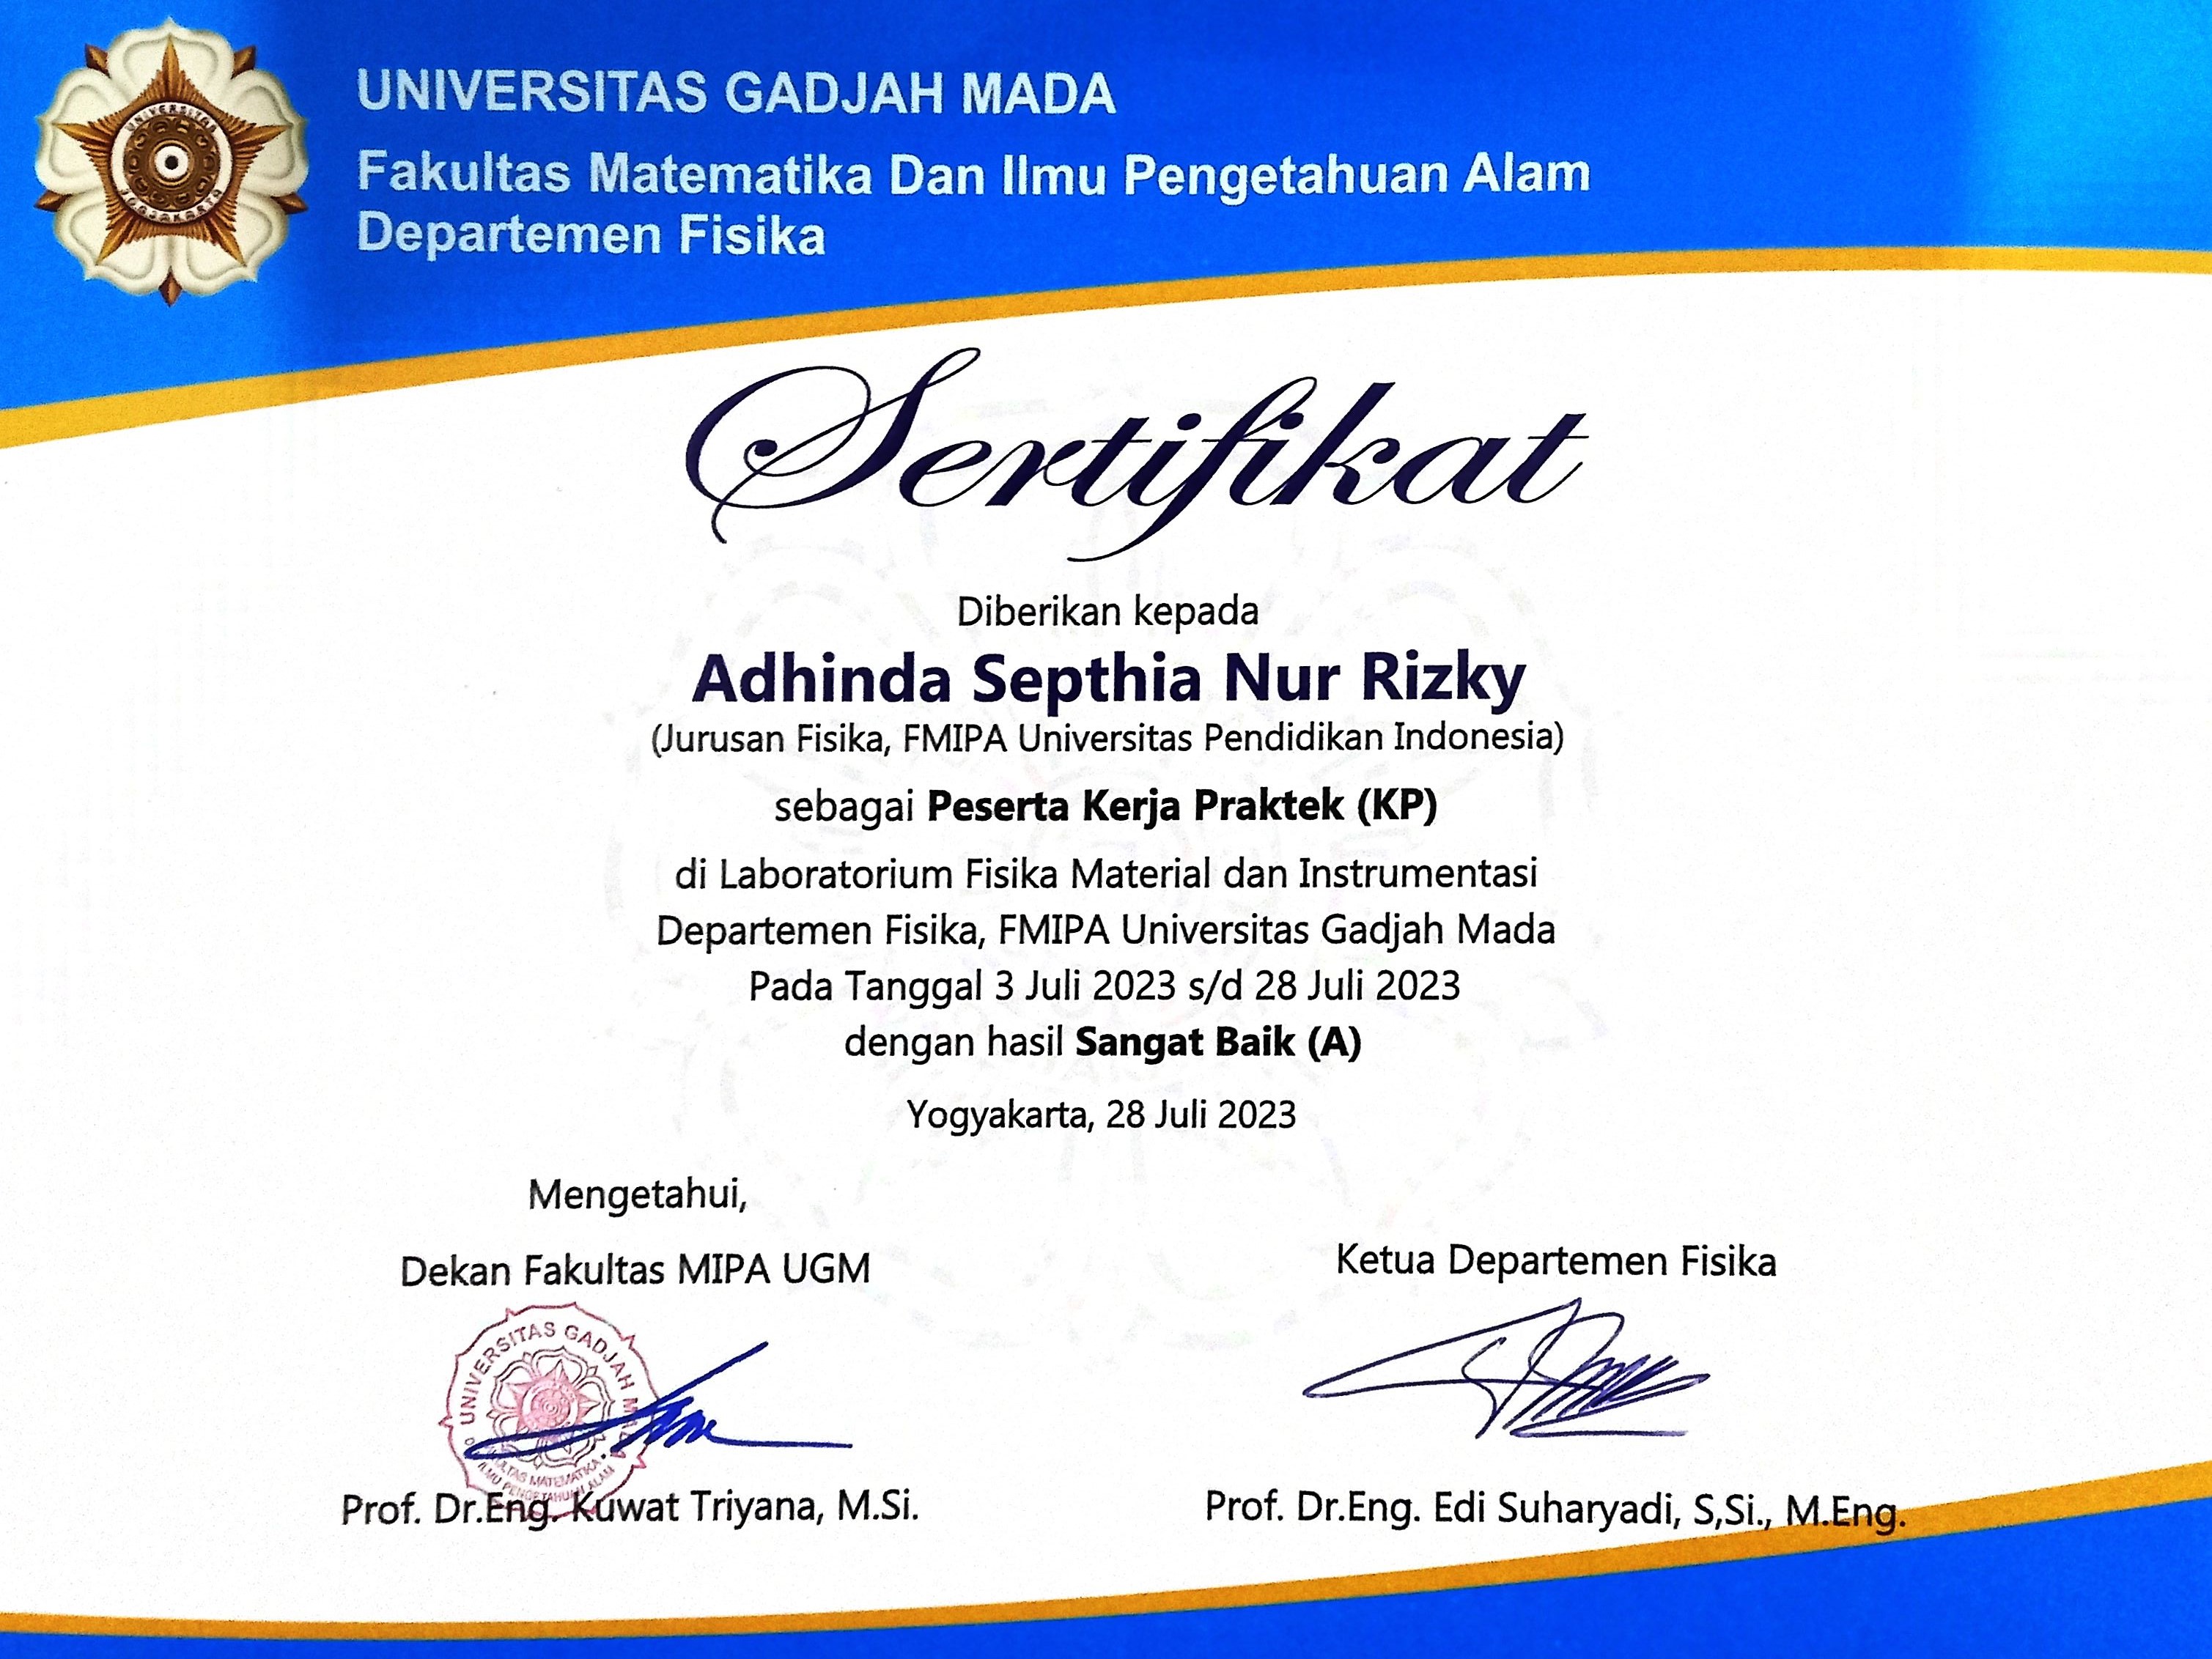 UNIVERSITAS GADJAH MADA
Fakultas Matematika Dan Ilmu Pengetahuan Alam
Departemen Fisika
UNIVERSITAS
YOGYAKARTA
Sertifikat
Diberikan kepada
Adhinda Septhia Nur Rizky
(Jurusan Fisika, FMIPA Universitas Pendidikan Indonesia)
sebagai Peserta Kerja Praktek (KP)
di Laboratorium Fisika Material dan Instrumentasi
Departemen Fisika, FMIPA Universitas Gadjah Mada
Pada Tanggal 3 Juli 2023 s/d 28 Juli 2023
dengan hasil Sangat Baik (A)
Yogyakarta, 28 Juli 2023
Mengetahui,
Dekan Fakultas MIPA UGM
Ketua Departemen Fisika
UNIVERSITAS GADJAH
ILMU PENGETAHUAN ALAM
Prof. Dr.Eng. Kuwat Triyana, M.Si.
Prof. Dr.Eng. Edi Suharyadi, S,Si., M.Eng.